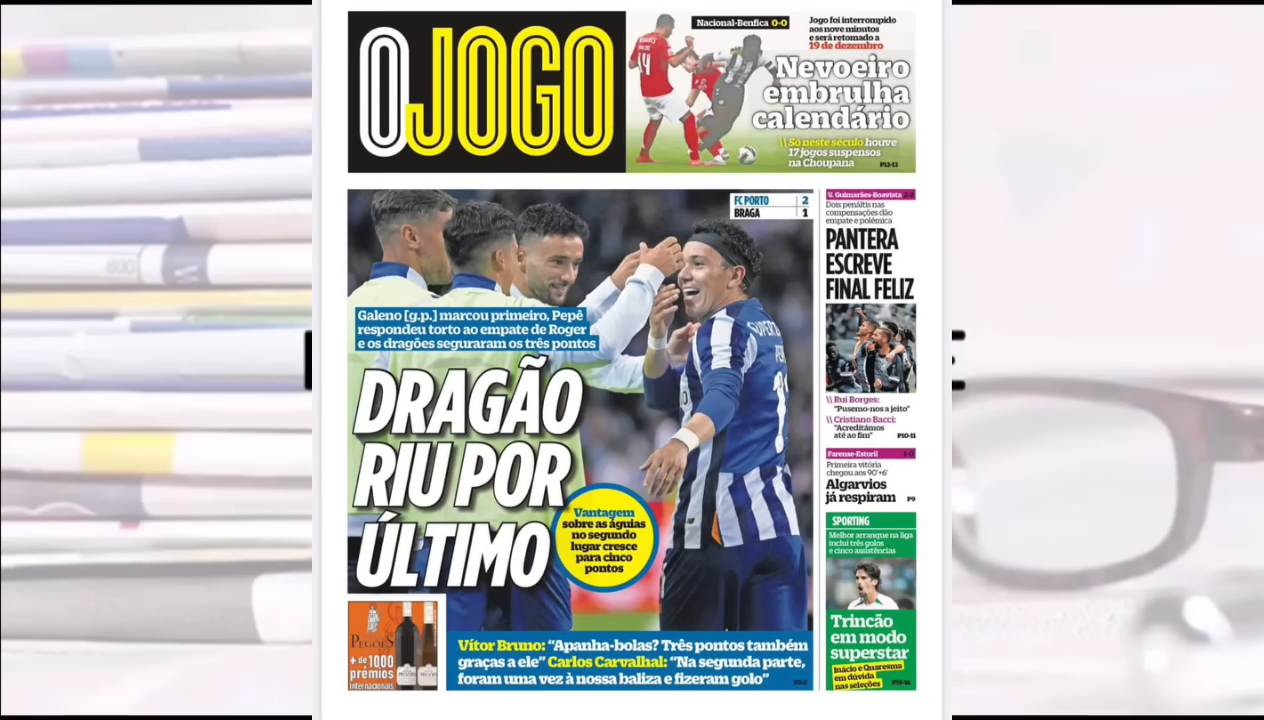 O JOGO
Nacional-Benfica 0-0
Jogo foi interrompido
aos nove minutos
e será retomado a
19 de dezembro
Nevoeiro
embrulha
calendário
\\ Só neste século houve
17 jogos suspensos
na Choupana P12-13
14
FC PORTO 2
BRAGA 1
Galeno [g.p.] marcou primeiro, Pepê
respondeu torto ao empate de Roger
e os dragões seguraram os três pontos
DRAGÃO
RIU POR
ÚLTIMO
Vantagem
sobre as águias
no segundo
lugar cresce
para cinco
pontos
PEGÕES
+ de 1000
prémios
internacionais
Vítor Bruno: “Apanha-bolas? Três pontos também
graças a ele” Carlos Carvalhal: “Na segunda parte,
foram uma vez à nossa baliza e fizeram golo”
V. Guimarães-Boavista
Dois penáltis nas
compensações dão
empate e polémica
PANTERA
ESCREVE
FINAL FELIZ
\\ Rui Borges:
“Pusemo-nos a jeito”
\\ Cristiano Bacci:
“Acreditámos
até ao fim” P10-11
Farense-Estoril
Primeira vitória
chegou aos 90'+6'
Algarvios
já respiram P9
SPORTING
Melhor arranque na liga
inclui três golos
e cinco assistências
Trincão
em modo
superstar
Inácio e Quaresma
em dúvida
nas seleções